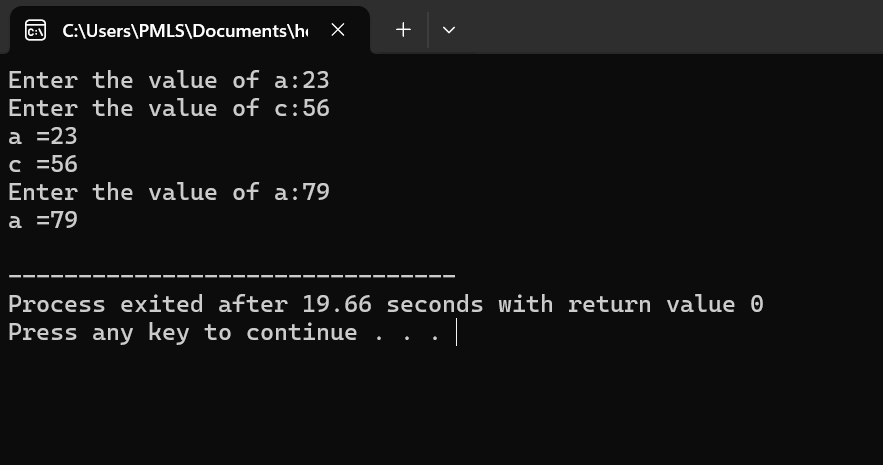 C:\Users\PMLS\Documents\h
Enter the value of a:23
Enter the value of c:56
a =23
c =56
Enter the value of a:79
a =79
--------------------------------
Process exited after 19.66 seconds with return value 0
Press any key to continue . . .